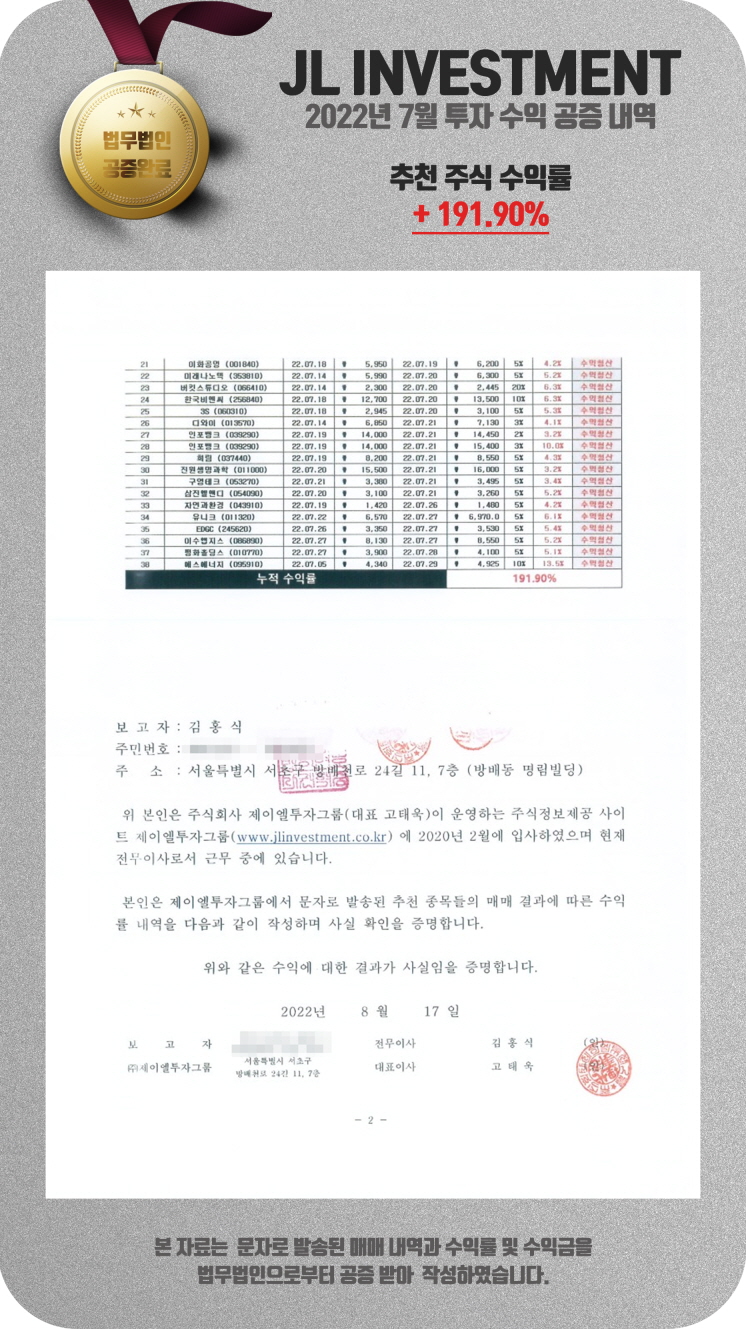 법무법인
공증완료
JL INVESTMENT
2022년 7월 투자 수익 공증 내역
추천 주식 수익률
+ 191.90%
21 이화공영 (001840) 22.07.18 ₩ 5,950 22.07.19 ₩ 6,200 5% 4.2% 수익청산
22 미래나노텍 (353810) 22.07.14 ₩ 5,990 22.07.20 ₩ 6,300 5% 5.2% 수익청산
23 버킷스튜디오 (066410) 22.07.14 ₩ 2,300 22.07.20 ₩ 2,445 20% 6.3% 수익청산
24 한국비엔씨 (256840) 22.07.18 ₩ 12,700 22.07.20 ₩ 13,500 10% 6.3% 수익청산
25 3S (060310) 22.07.18 ₩ 2,945 22.07.20 ₩ 3,100 5% 5.3% 수익청산
26 디와이 (013570) 22.07.14 ₩ 6,850 22.07.21 ₩ 7,130 3% 4.1% 수익청산
27 인포뱅크 (039290) 22.07.19 ₩ 14,000 22.07.21 ₩ 14,450 2% 3.2% 수익청산
28 인포뱅크 (039290) 22.07.19 ₩ 14,000 22.07.21 ₩ 15,400 3% 10.0% 수익청산
29 희림 (037440) 22.07.19 ₩ 8,200 22.07.21 ₩ 8,550 5% 4.3% 수익청산
30 진원생명과학 (011000) 22.07.20 ₩ 15,500 22.07.21 ₩ 16,000 5% 3.2% 수익청산
31 구영테크 (053270) 22.07.21 ₩ 3,380 22.07.21 ₩ 3,495 5% 3.4% 수익청산
32 삼진엘앤디 (054090) 22.07.20 ₩ 3,100 22.07.21 ₩ 3,260 5% 5.2% 수익청산
33 자연과환경 (043910) 22.07.19 ₩ 1,420 22.07.26 ₩ 1,480 5% 4.2% 수익청산
34 유니크 (011320) 22.07.22 ₩ 6,570 22.07.27 ₩ 6,970.0 5% 6.1% 수익청산
35 EDGC (245620) 22.07.26 ₩ 3,350 22.07.27 ₩ 3,530 5% 5.4% 수익청산
36 이수앱지스 (086890) 22.07.27 ₩ 8,130 22.07.27 ₩ 8,550 5% 5.2% 수익청산
37 평화홀딩스 (010770) 22.07.27 ₩ 3,900 22.07.28 ₩ 4,100 5% 5.1% 수익청산
38 에스에너지 (095910) 22.07.05 ₩ 4,340 22.07.29 ₩ 4,925 10% 13.5% 수익청산
누적 수익률 191.90%
보 고 자 : 김 홍 식
주민번호 :
주 소 : 서울특별시 서초구 방배천로 24길 11, 7층 (방배동 명림빌딩)
위 본인은 주식회사 제이엘투자그룹(대표 고태욱)이 운영하는 주식정보제공 사이
트 제이엘투자그룹(www.jlinvestment.co.kr) 에 2020년 2월에 입사하였으며 현재
전무이사로서 근무 중에 있습니다.
본인은 제이엘투자그룹에서 문자로 발송된 추천 종목들의 매매 결과에 따른 수익
률 내역을 다음과 같이 작성하며 사실 확인을 증명합니다.
위와 같은 수익에 대한 결과가 사실임을 증명합니다.
2022년 8 월 17 일
보 고 자 전무이사 김 홍 식 (인)
㈜제이엘투자그룹 서울특별시 서초구 방배천로 24길 11, 7층 대표이사 고 태 욱 (인)
- 2 -
본 자료는 문자로 발송된 매매 내역과 수익률 및 수익금을
법무법인으로부터 공증 받아 작성하였습니다.